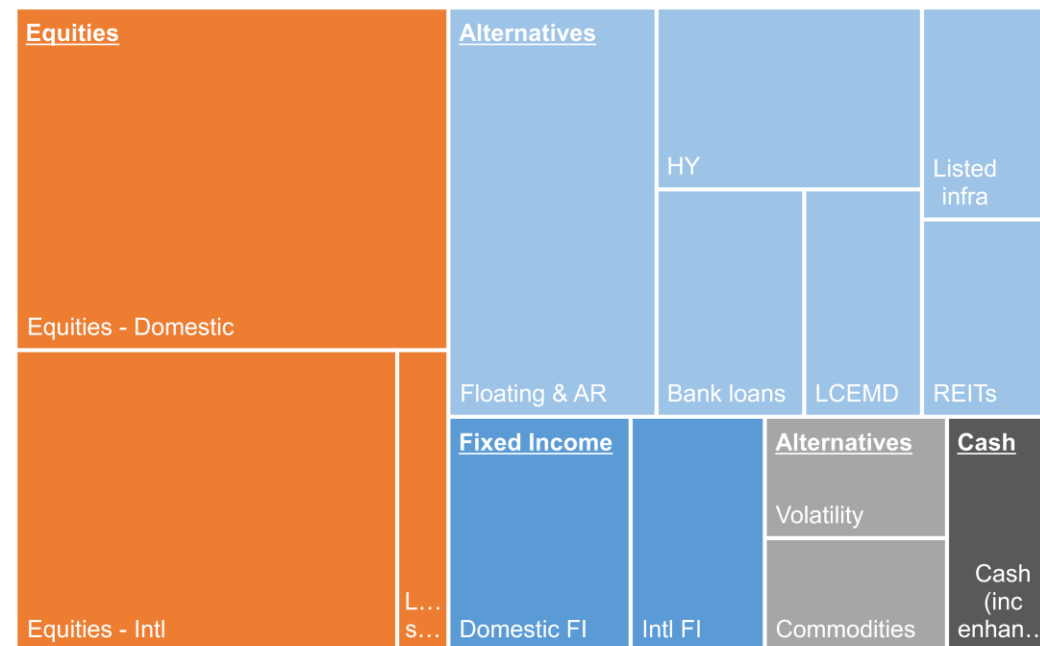 Equities
Equities - Domestic
Equities - Intl
L…
s…
Alternatives
Floating & AR
HY
Bank loans
LCEMD
Listed
infra
REITs
Fixed Income
Domestic FI
Intl FI
Alternatives
Volatility
Commodities
Cash
Cash
(inc
enhan…